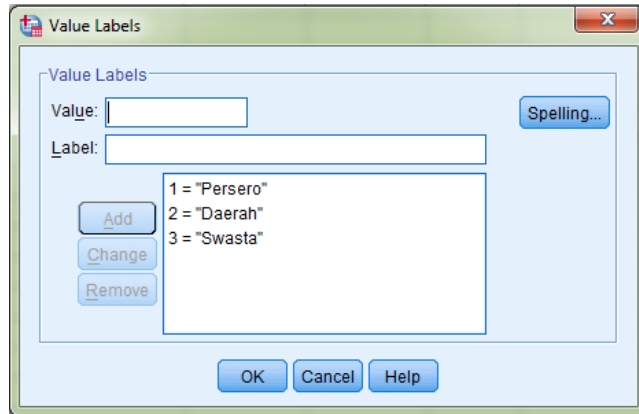 Value Labels
Value Labels
Value:
Spelling...
Label:
1 = "Persero"
2 = "Daerah"
3 = "Swasta"
Add
Change
Remove
OK Cancel Help